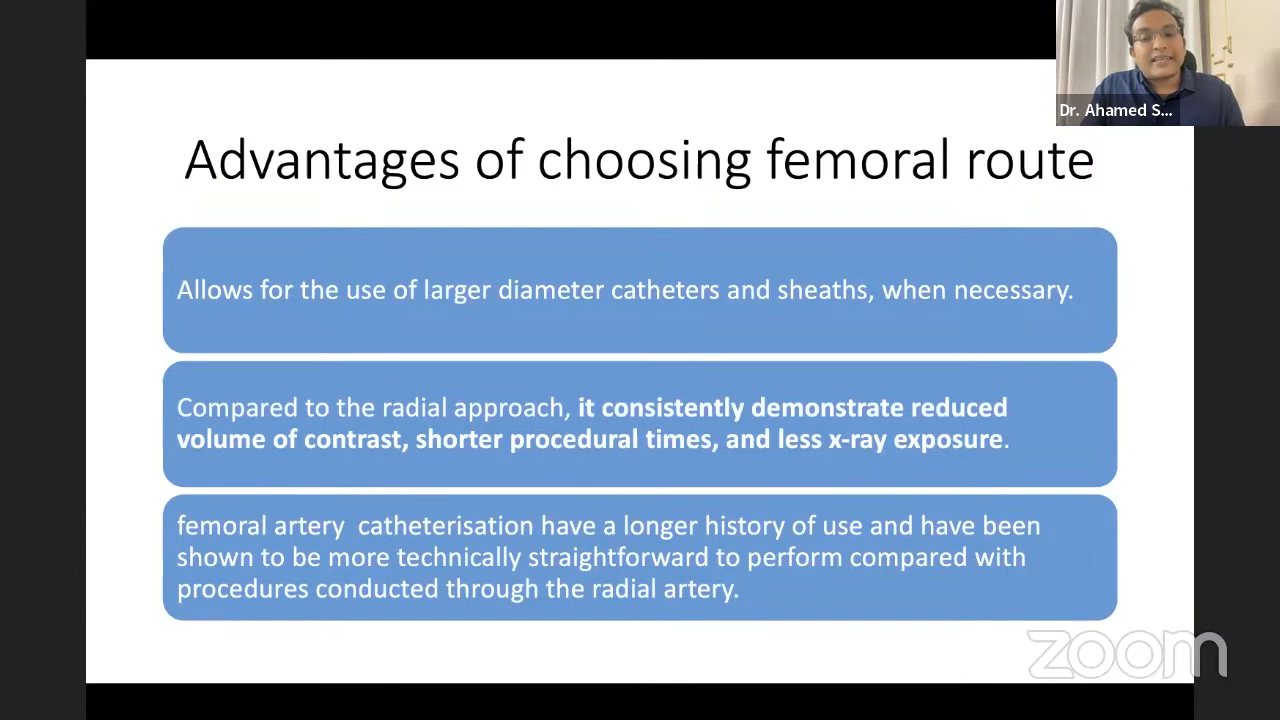 Dr. Ahamed S...
Advantages of choosing femoral route
Allows for the use of larger diameter catheters and sheaths, when necessary.
Compared to the radial approach, it consistently demonstrate reduced
volume of contrast, shorter procedural times, and less x-ray exposure.
femoral artery  catheterisation have a longer history of use and have been
shown to be more technically straightforward to perform compared with
procedures conducted through the radial artery.
zoom